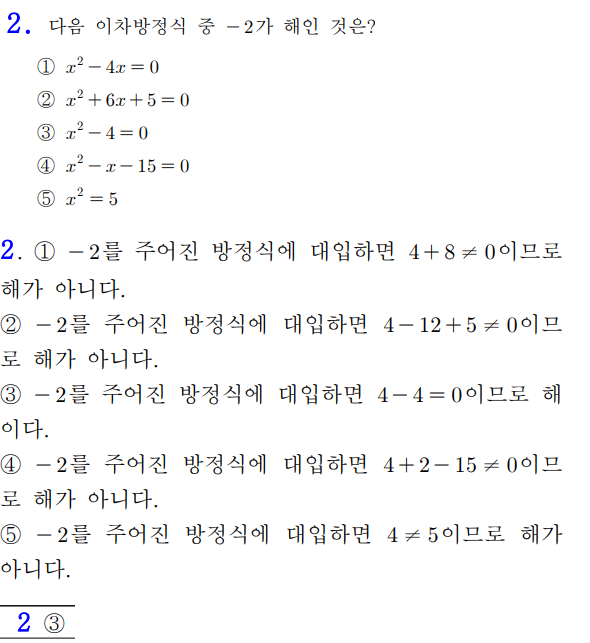 2. 다음 이차방정식 중 −2가 해인 것은?
① x² − 4x = 0
② x² + 6x + 5 = 0
③ x² − 4 = 0
④ x² − x − 15 = 0
⑤ x² = 5
2. ① −2를 주어진 방정식에 대입하면 4+8 ≠ 0이므로
해가 아니다.
② −2를 주어진 방정식에 대입하면 4−12+5 ≠ 0이므
로 해가 아니다.
③ −2를 주어진 방정식에 대입하면 4−4 = 0이므로 해
이다.
④ −2를 주어진 방정식에 대입하면 4+2−15 ≠ 0이므
로 해가 아니다.
⑤ −2를 주어진 방정식에 대입하면 4 ≠ 5이므로 해가
아니다.
2 ③